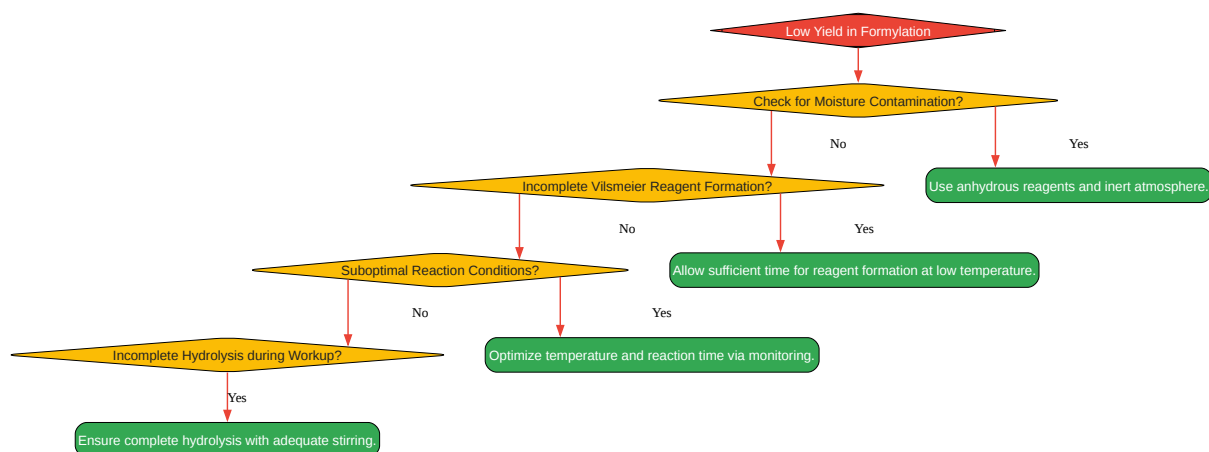 Low Yield in Formylation
Check for Moisture Contamination?
No
Yes
Incomplete Vilsmeier Reagent Formation?
Use anhydrous reagents and inert atmosphere.
No
Yes
Suboptimal Reaction Conditions?
Allow sufficient time for reagent formation at low temperature.
No
Yes
Incomplete Hydrolysis during Workup?
Optimize temperature and reaction time via monitoring.
Yes
Ensure complete hydrolysis with adequate stirring.